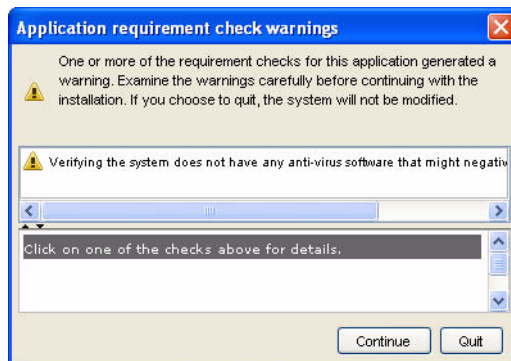 Application requirement check warnings
One or more of the requirement checks for this application generated a
warning. Examine the warnings carefully before continuing with the
installation. If you choose to quit, the system will not be modified.
Verifying the system does not have any anti-virus software that might
Click on one of the checks above for details.
Continue
Quit